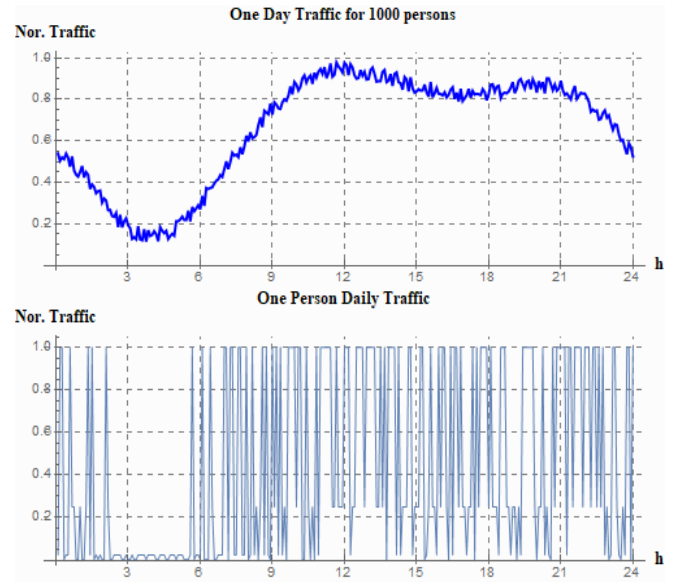 One Day Traffic for 1000 persons
Nor. Traffic
1.0
0.8
0.6
0.4
0.2
3 6 9 12 15 18 21 24 h
One Person Daily Traffic
Nor. Traffic
1.0
0.8
0.6
0.4
0.2
3 6 9 12 15 18 21 24 h